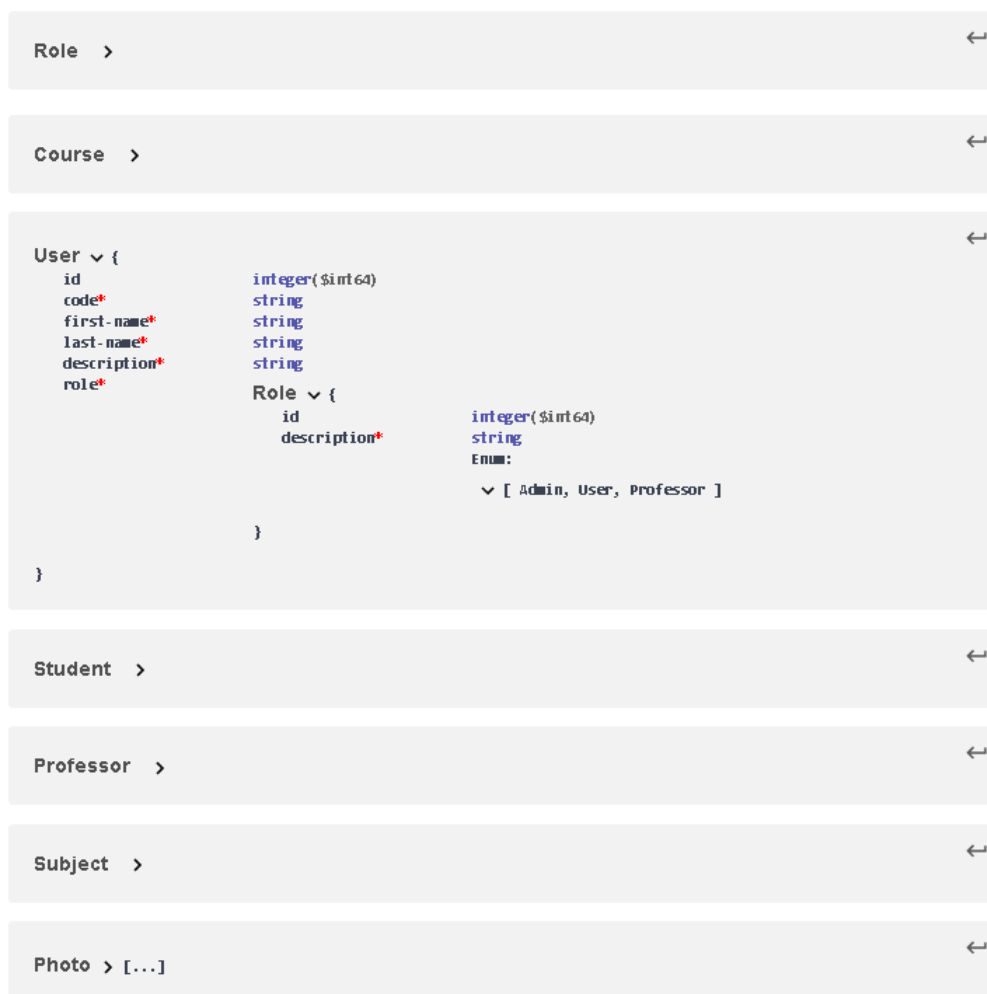 Role >
Course >
User {
id integer($int64)
code* string
first-name* string
last-name* string
description* string
role*
Role {
id integer($int64)
description* string
Enum:
[ Admin, User, Professor ]
}
}
Student >
Professor >
Subject >
Photo > [...]